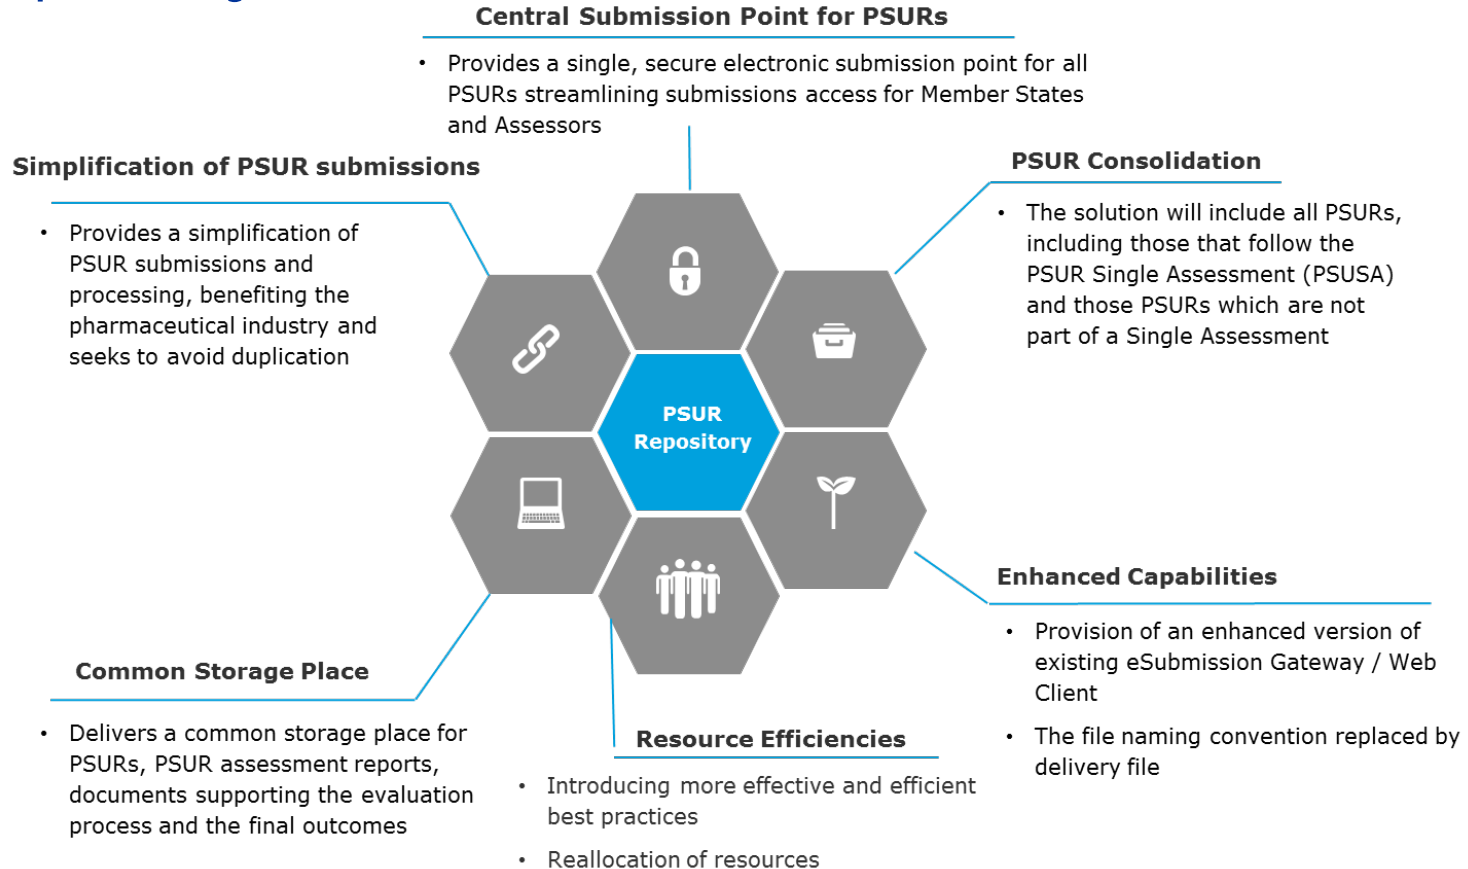 Central Submission Point for PSURs
• Provides a single, secure electronic submission point for all
PSURs streamlining submissions access for Member States
and Assessors
Simplification of PSUR submissions
• Provides a simplification of
PSUR submissions and
processing, benefiting the
pharmaceutical industry and
seeks to avoid duplication
PSUR Consolidation
• The solution will include all PSURs,
including those that follow the
PSUR Single Assessment (PSUSA)
and those PSURs which are not
part of a Single Assessment
PSUR
Repository
Enhanced Capabilities
• Provision of an enhanced version of
existing eSubmission Gateway / Web
Client
• The file naming convention replaced by
delivery file
Common Storage Place
• Delivers a common storage place for
PSURs, PSUR assessment reports,
documents supporting the evaluation
process and the final outcomes
Resource Efficiencies
• Introducing more effective and efficient
best practices
• Reallocation of resources